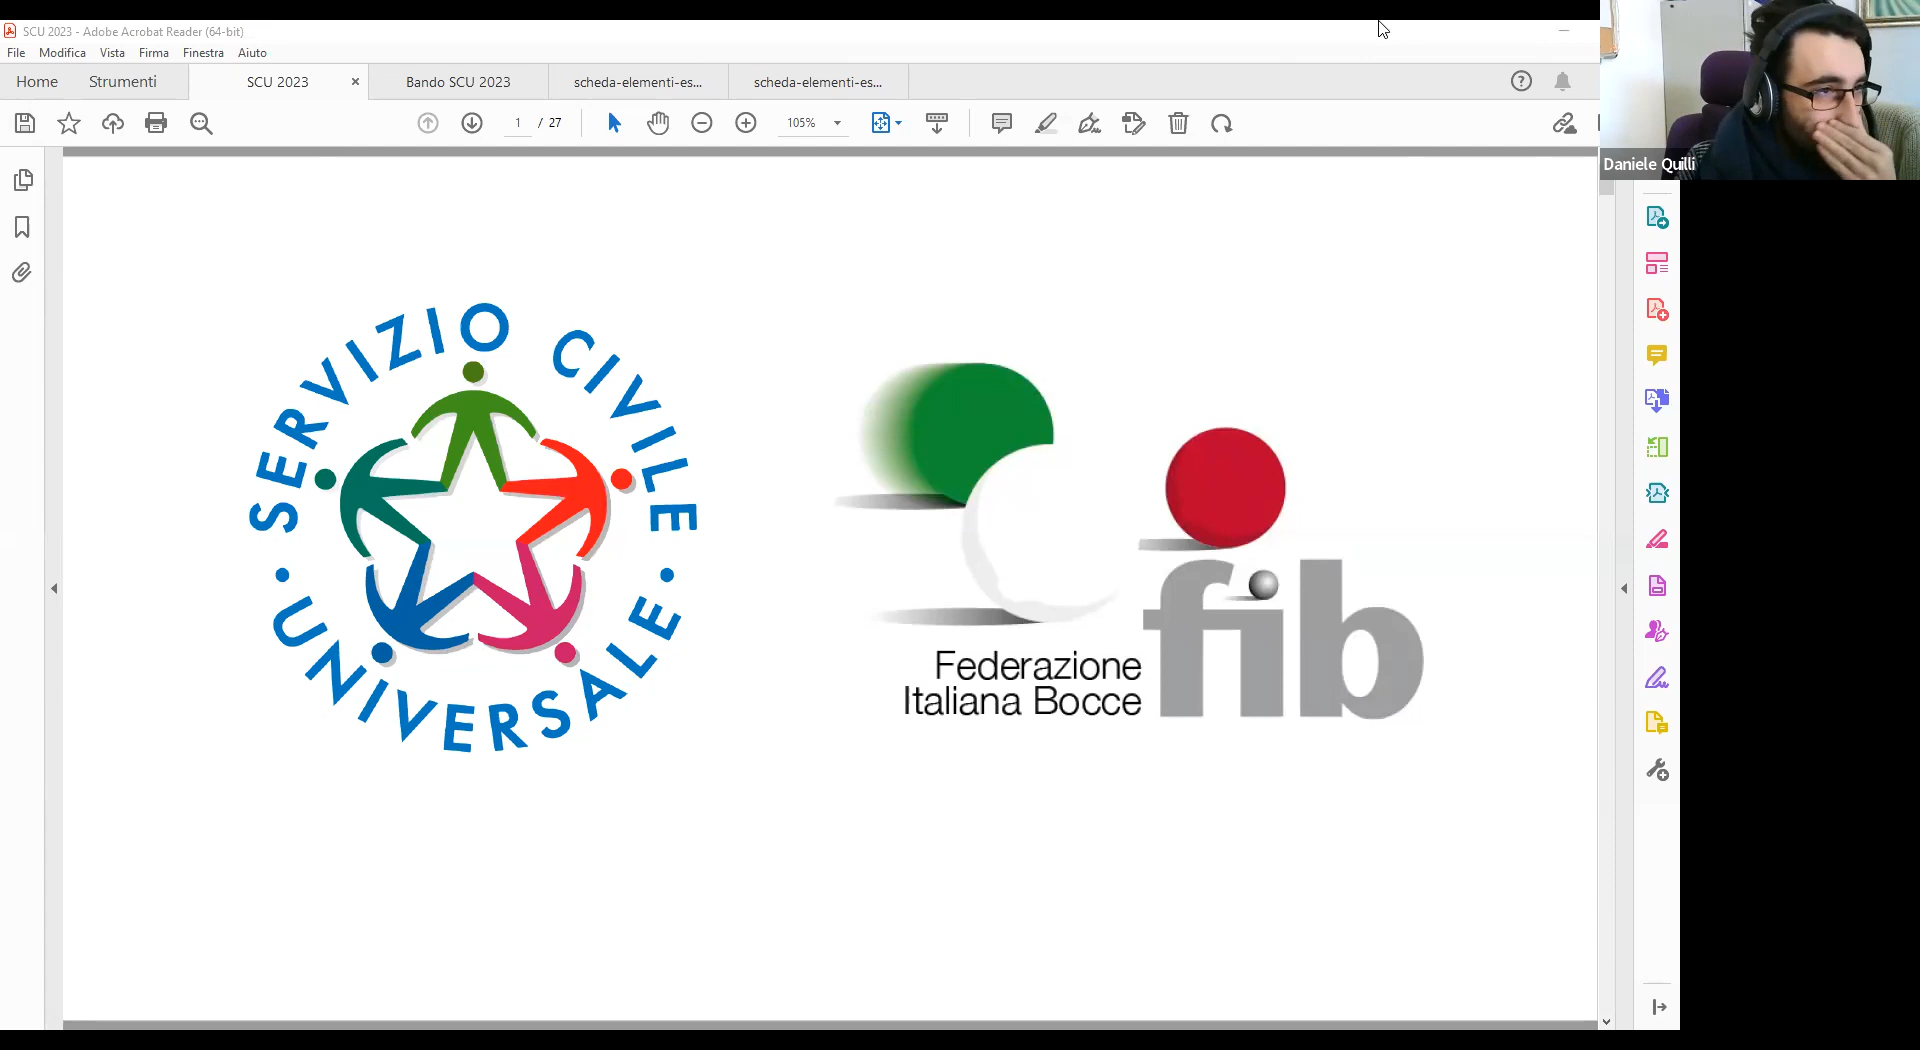 SCU 2023 - Adobe Acrobat Reader (64-bit)
File Modifica Vista Firma Finestra Aiuto
Home Strumenti SCU 2023 × Bando SCU 2023 scheda-elementi-es... scheda-elementi-es...
1 / 27 105%
Daniele Quilli
SERVIZIO CIVILE
UNIVERSALE
fib
Federazione
Italiana Bocce